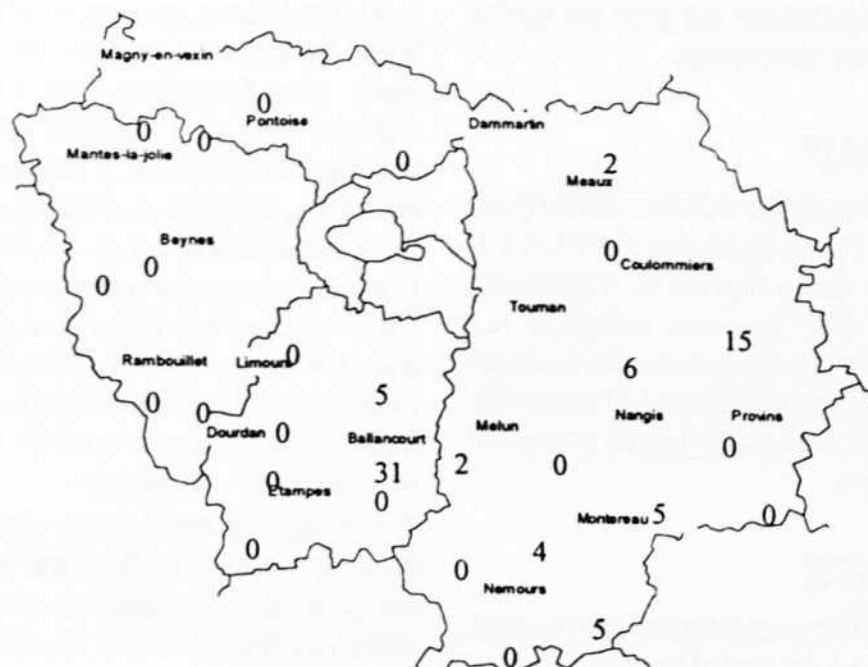 Magny-en-vexin
0
Pontoise
Dammartin
0 0
Mantes-la-jolie
0
2
Meaux
Beynes
0
0
Coulommiers
0
Tournan
15
Rambouillet Limours 0
6
5
0 0
Nangis Provins
Dourdan 0 Ballancourt Melun
0
2 0
31
0
Etampes 0
5 0
Montereau
0
4
0
Nemours
5
0